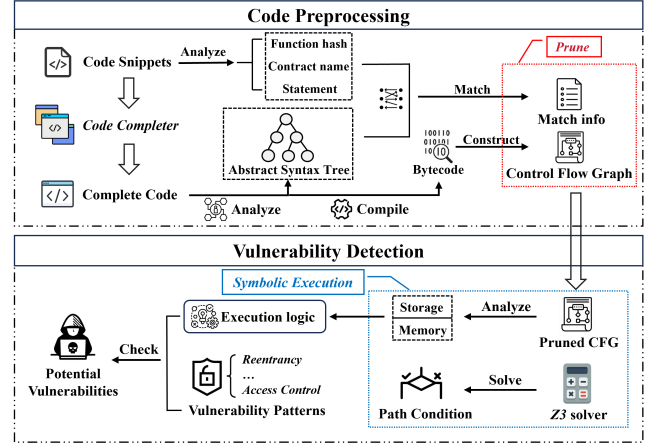 Code Preprocessing
Code Snippets
Analyze
Function hash
Contract name
Statement
Prune
Match
Match info
Code Completer
Abstract Syntax Tree
100110
010101
Bytecode
Construct
Control Flow Graph
Complete Code
Analyze
Compile
Vulnerability Detection
Symbolic Execution
Execution logic
Storage
Memory
Analyze
Pruned CFG
Check
Potential
Vulnerabilities
Reentrancy
...
Access Control
Vulnerability Patterns
Path Condition
Solve
Z3 solver